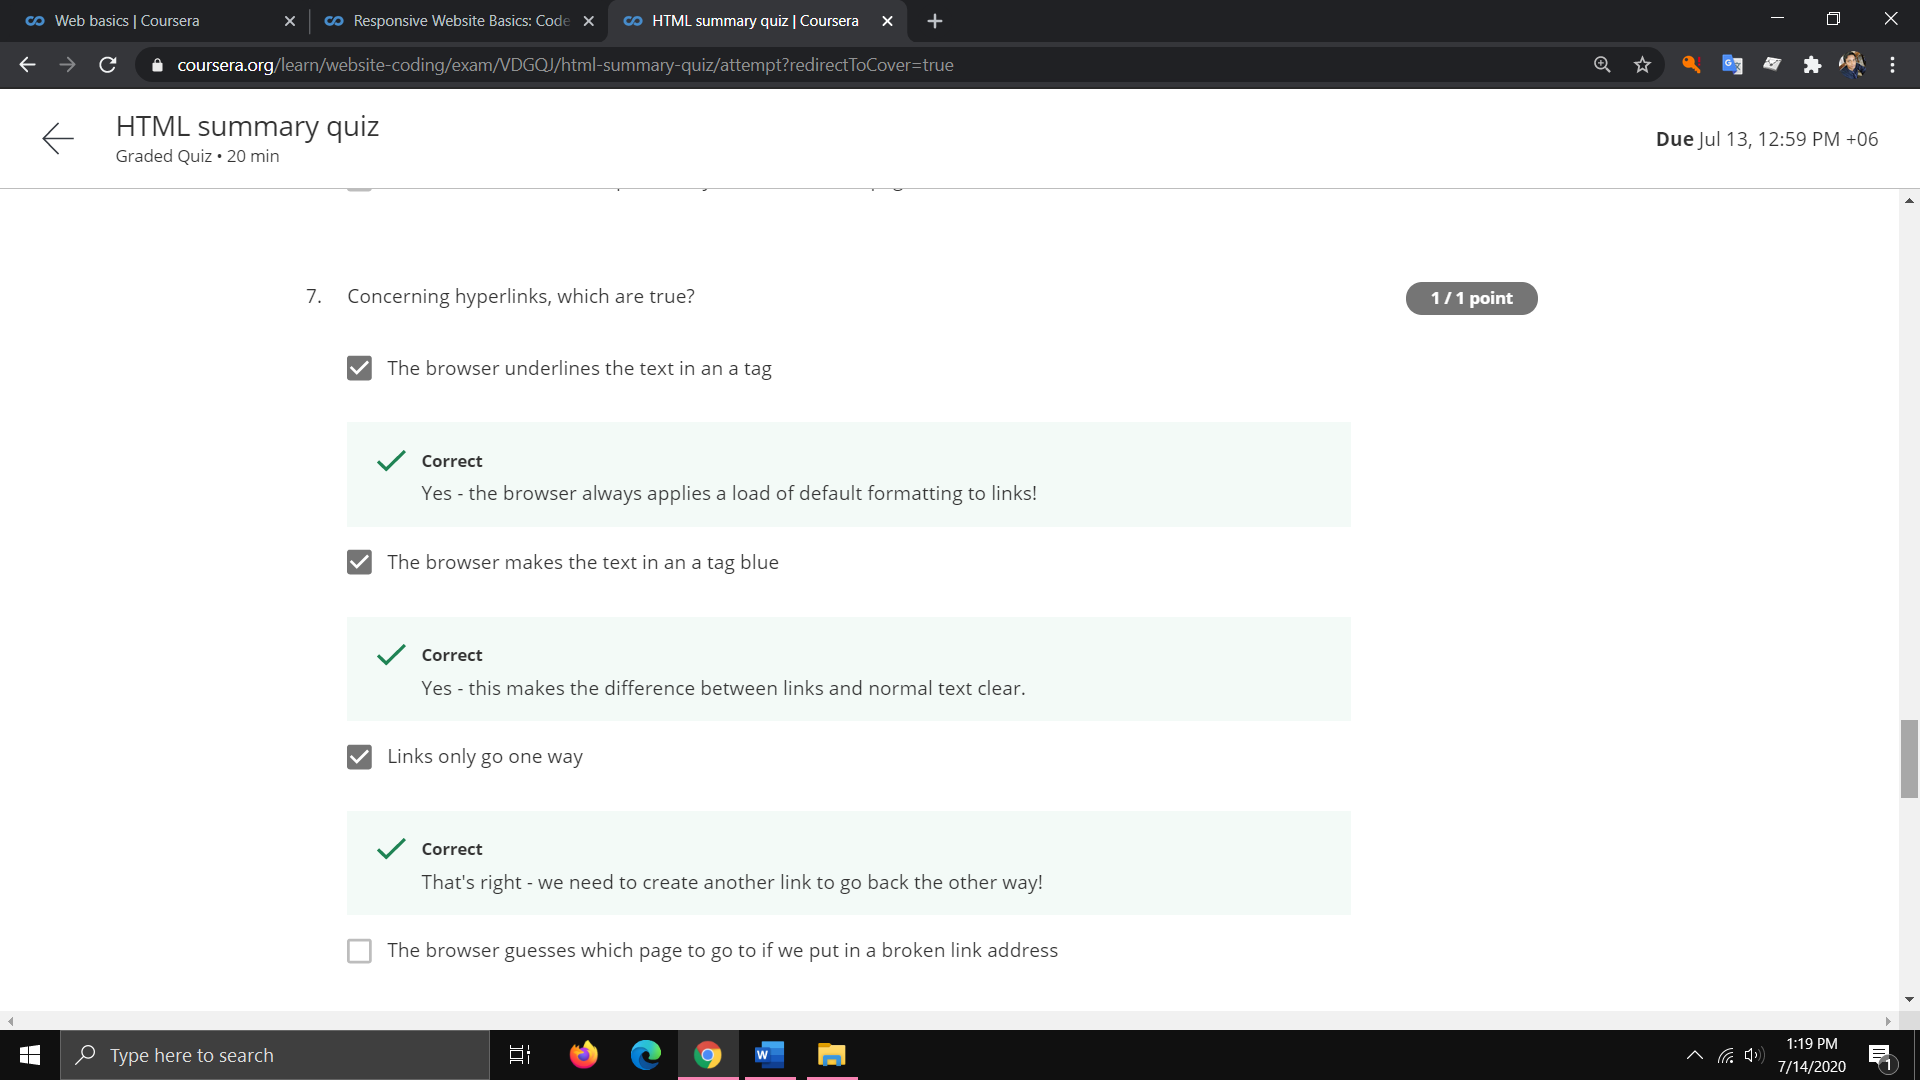 Web basics | Coursera
Responsive Website Basics: Code
HTML summary quiz | Coursera
coursera.org/learn/website-coding/exam/VDGQJ/html-summary-quiz/attempt?redirectToCover=true
HTML summary quiz
Graded Quiz • 20 min
Due Jul 13, 12:59 PM +06
7. Concerning hyperlinks, which are true?
1 / 1 point
The browser underlines the text in an a tag
Correct
Yes - the browser always applies a load of default formatting to links!
The browser makes the text in an a tag blue
Correct
Yes - this makes the difference between links and normal text clear.
Links only go one way
Correct
That's right - we need to create another link to go back the other way!
The browser guesses which page to go to if we put in a broken link address
Type here to search
1:19 PM
7/14/2020
1